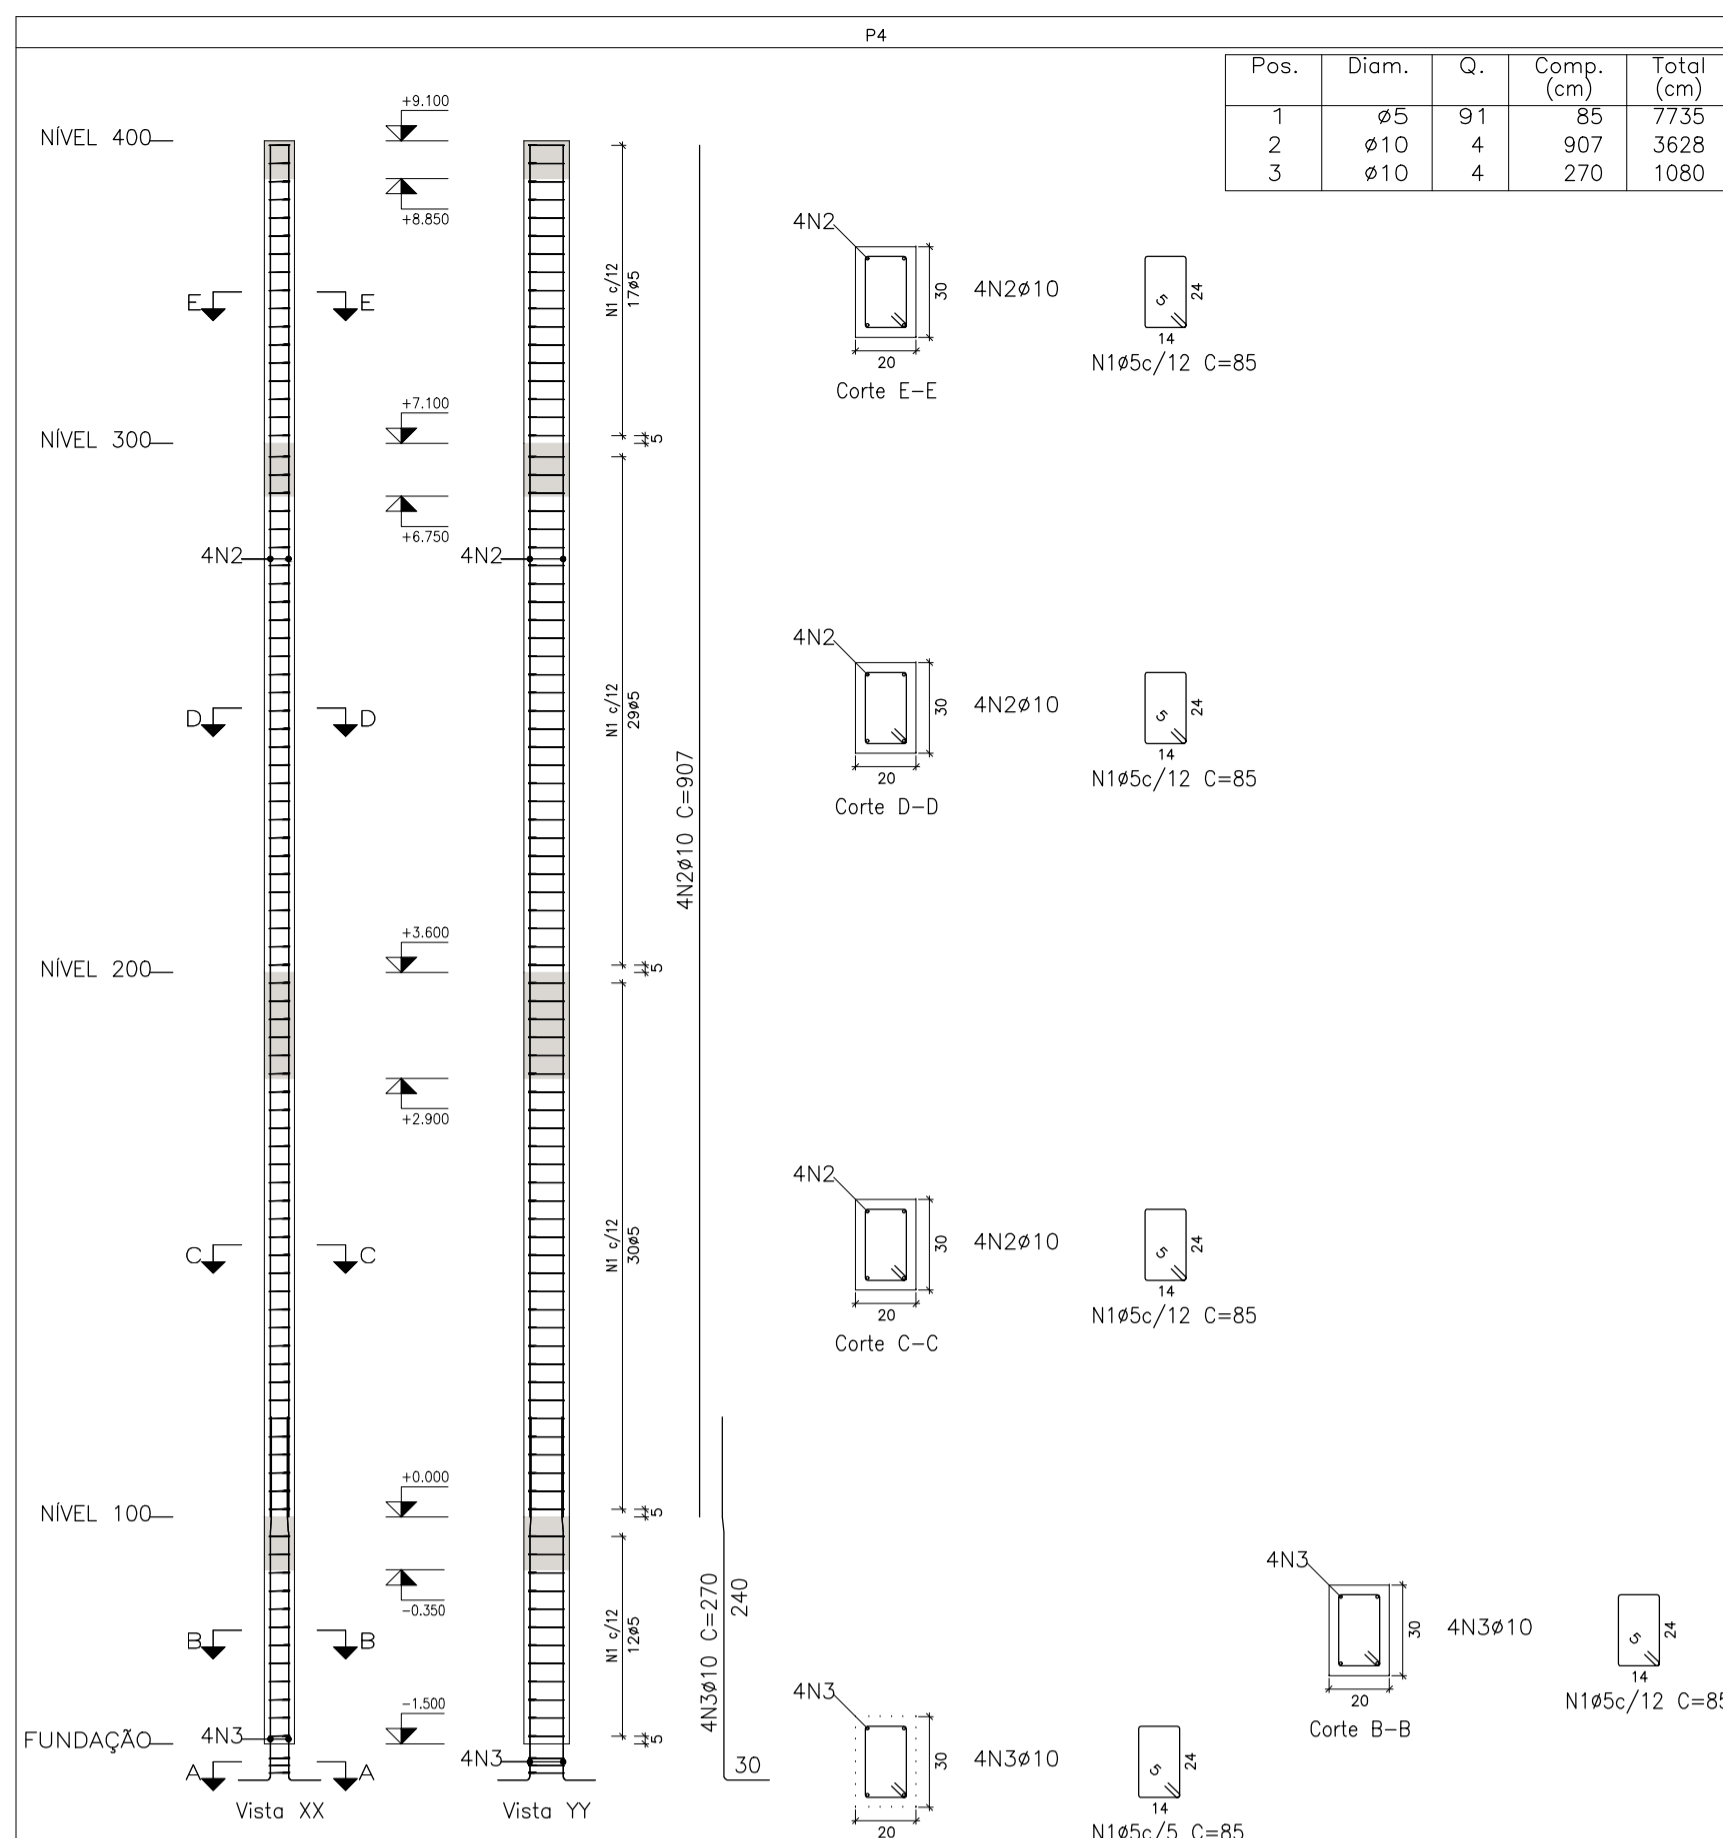 P4
Pos. Diam. Q. Comp. (cm) Total (cm)
1 ø5 91 85 7735
2 ø10 4 907 3628
3 ø10 4 270 1080
NÍVEL 400
+9.100
+8.850
N1 c/12
17ø5
E E
4N2
30
20
4N2ø10
Corte E-E
5
24
14
N1ø5c/12 C=85
NÍVEL 300
+7.100
5
+6.750
4N2
4N2
N1 c/12
29ø5
D D
4N2
30
20
4N2ø10
Corte D-D
5
24
14
N1ø5c/12 C=85
4N2ø10 C=907
NÍVEL 200
+3.600
5
+2.900
N1 c/12
30ø5
C C
4N2
30
20
4N2ø10
Corte C-C
5
24
14
N1ø5c/12 C=85
NÍVEL 100
+0.000
5
-0.350
N1 c/12
12ø5
B B
4N3ø10 C=270
240
30
4N3
30
20
4N3ø10
Corte B-B
5
24
14
N1ø5c/12 C=85
FUNDAÇÃO
-1.500
4N3
5
4N3
A A
Vista XX
Vista YY
4N3
30
20
4N3ø10
5
24
14
N1ø5c/5 C=85